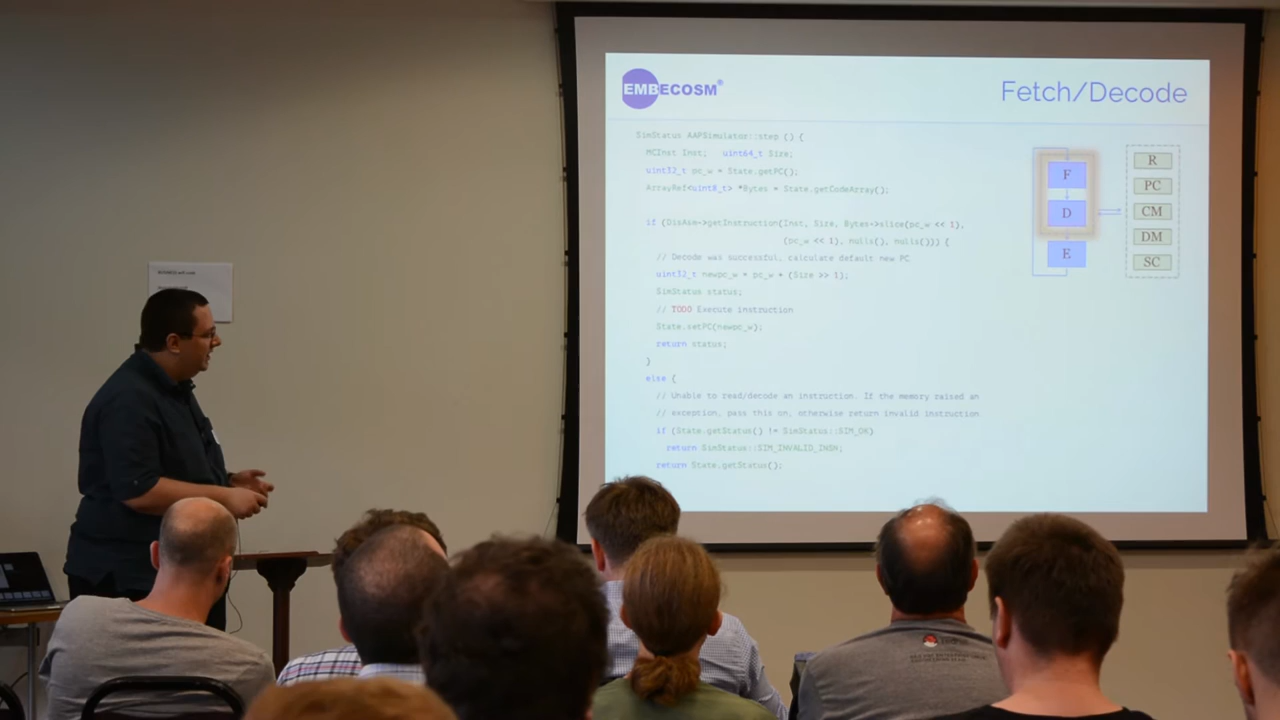 EMBECOSM®
Fetch/Decode
SimStatus AAPSimulator::step () {
MCInst Inst; uint64_t Size;
uint32_t pc_w = State.getPC();
ArrayRef<uint8_t> *Bytes = State.getCodeArray();
if (DisAsm->getInstruction(Inst, Size, Bytes->slice(pc_w << 1),
(pc_w << 1), nulls(), nulls())) {
// Decode was successful, calculate default new PC
uint32_t newpc_w = pc_w + (Size >> 1);
SimStatus status;
// TODO Execute instruction
State.setPC(newpc_w);
return status;
}
else {
// Unable to read/decode an instruction. If the memory raised an
// exception, pass this on, otherwise return invalid instruction
if (State.getStatus() != SimStatus::SIM_OK)
return SimStatus::SIM_INVALID_INSN;
return State.getStatus();
F
D
E
R
PC
CM
DM
SC